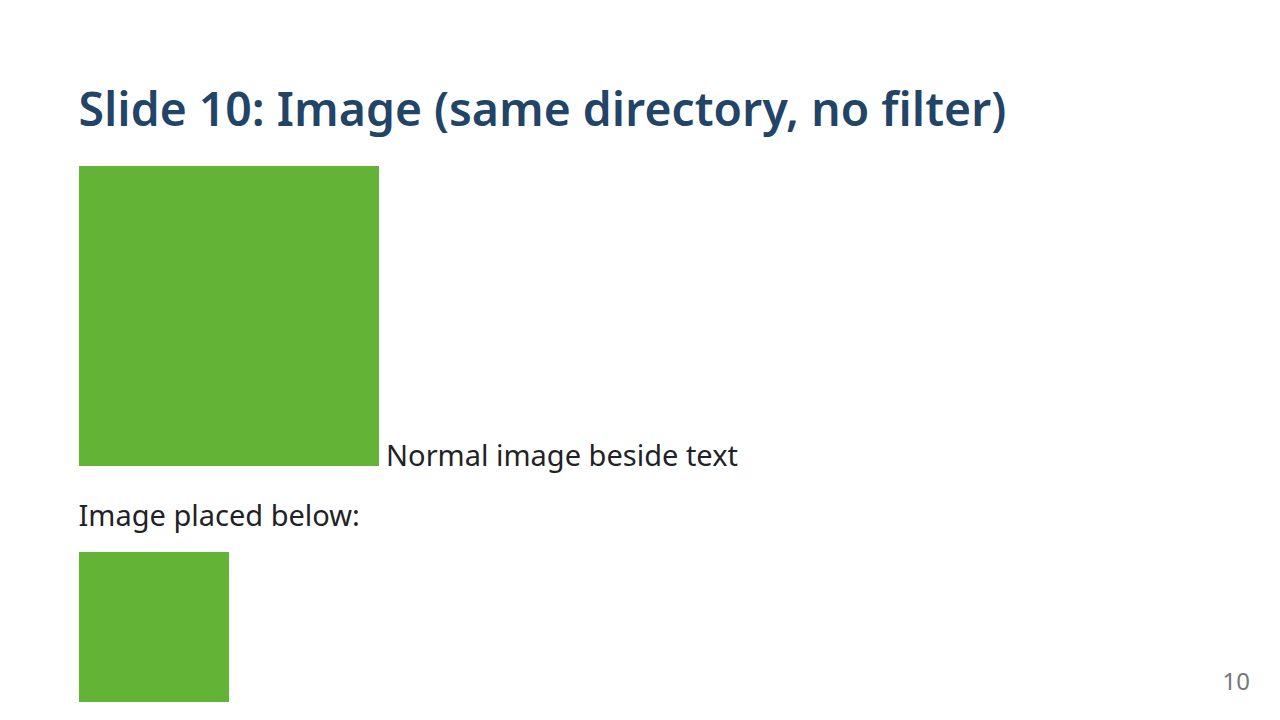 Slide 10: Image (same directory, no filter)
Normal image beside text
Image placed below:
10